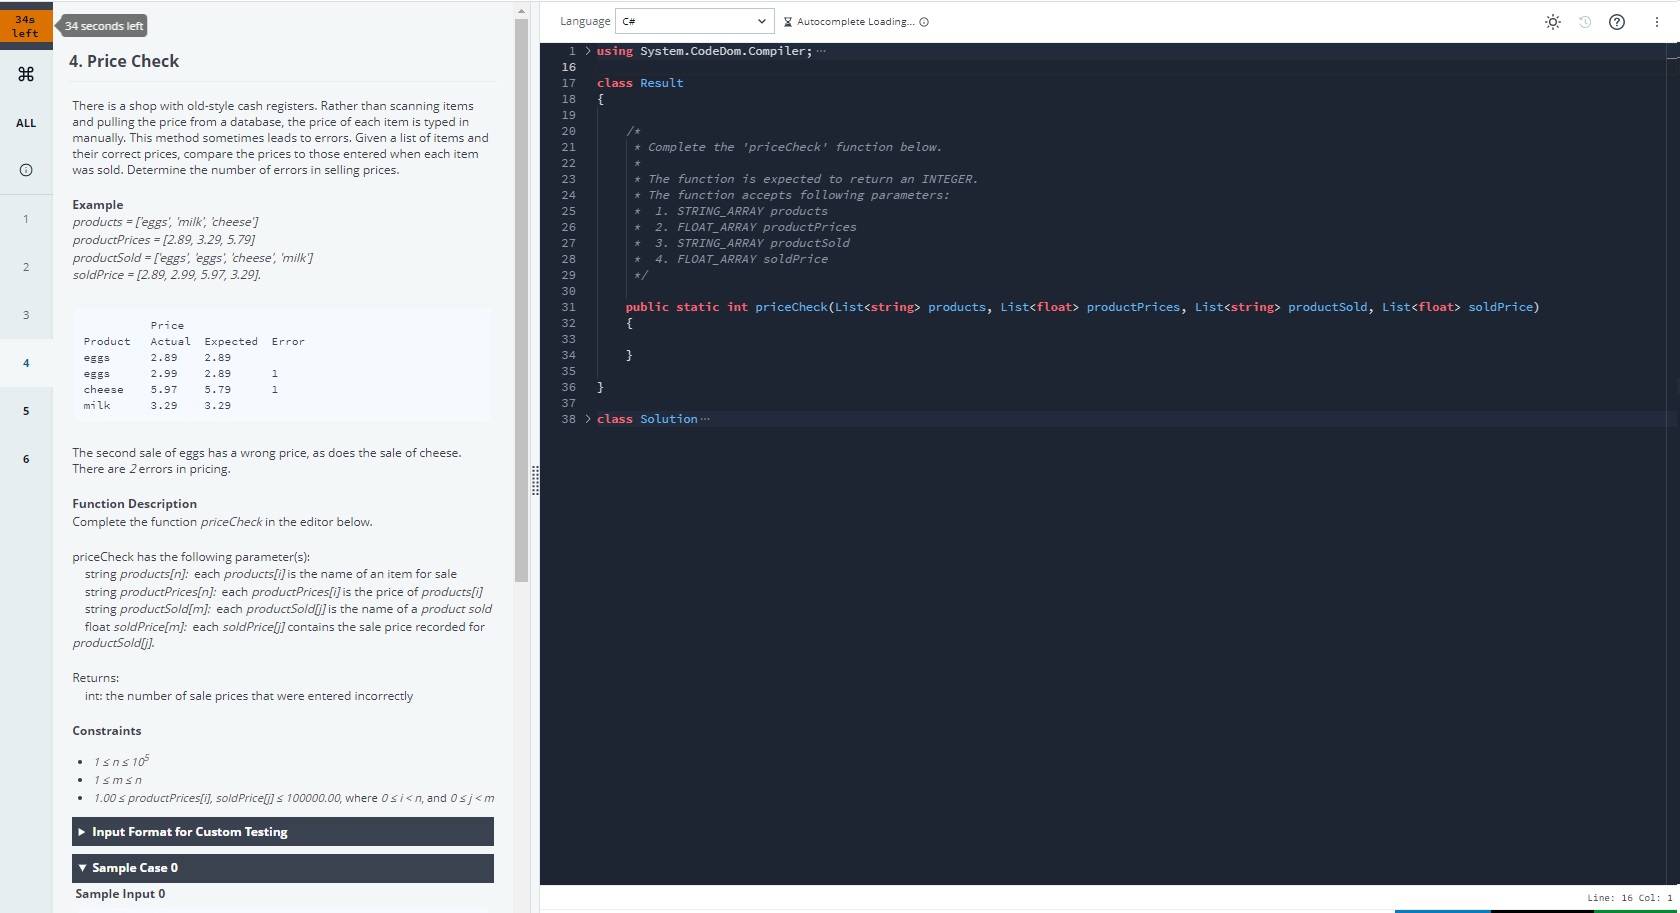 34s
left
34 seconds left
Language
C#
Autocomplete Loading...
4. Price Check
ALL
1
2
3
4
5
6
There is a shop with old-style cash registers. Rather than scanning items
and pulling the price from a database, the price of each item is typed in
manually. This method sometimes leads to errors. Given a list of items and
their correct prices, compare the prices to those entered when each item
was sold. Determine the number of errors in selling prices.
Example
products = ['eggs', 'milk', 'cheese']
productPrices = [2.89, 3.29, 5.79]
productSold = ['eggs', 'eggs', 'cheese', 'milk']
soldPrice = [2.89, 2.99, 5.97, 3.29].
Price
Product Actual Expected Error
eggs 2.89 2.89
eggs 2.99 2.89 1
cheese 5.97 5.79 1
milk 3.29 3.29
The second sale of eggs has a wrong price, as does the sale of cheese.
There are 2 errors in pricing.
Function Description
Complete the function priceCheck in the editor below.
priceCheck has the following parameter(s):
string products[n]: each products[i] is the name of an item for sale
string productPrices[n]: each productPrices[i] is the price of products[i]
string productSold[m]: each productSold[j] is the name of a product sold
float soldPrice[m]: each soldPrice[j] contains the sale price recorded for
productSold[j].
Returns:
int: the number of sale prices that were entered incorrectly
Constraints
• 1 ≤ n ≤ 10⁵
• 1 ≤ m ≤ n
• 1.00 ≤ productPrices[i], soldPrice[j] ≤ 100000.00, where 0 ≤ i < n, and 0 ≤ j < m
Input Format for Custom Testing
Sample Case 0
Sample Input 0
1 > using System.CodeDom.Compiler; ···
16
17 class Result
18 {
19
20 /*
21 * Complete the 'priceCheck' function below.
22 *
23 * The function is expected to return an INTEGER.
24 * The function accepts following parameters:
25 * 1. STRING_ARRAY products
26 * 2. FLOAT_ARRAY productPrices
27 * 3. STRING_ARRAY productSold
28 * 4. FLOAT_ARRAY soldPrice
29 */
30
31 public static int priceCheck(List<string> products, List<float> productPrices, List<string> productSold, List<float> soldPrice)
32 {
33
34 }
35
36 }
37
38 > class Solution ···
Line: 16 Col: 1